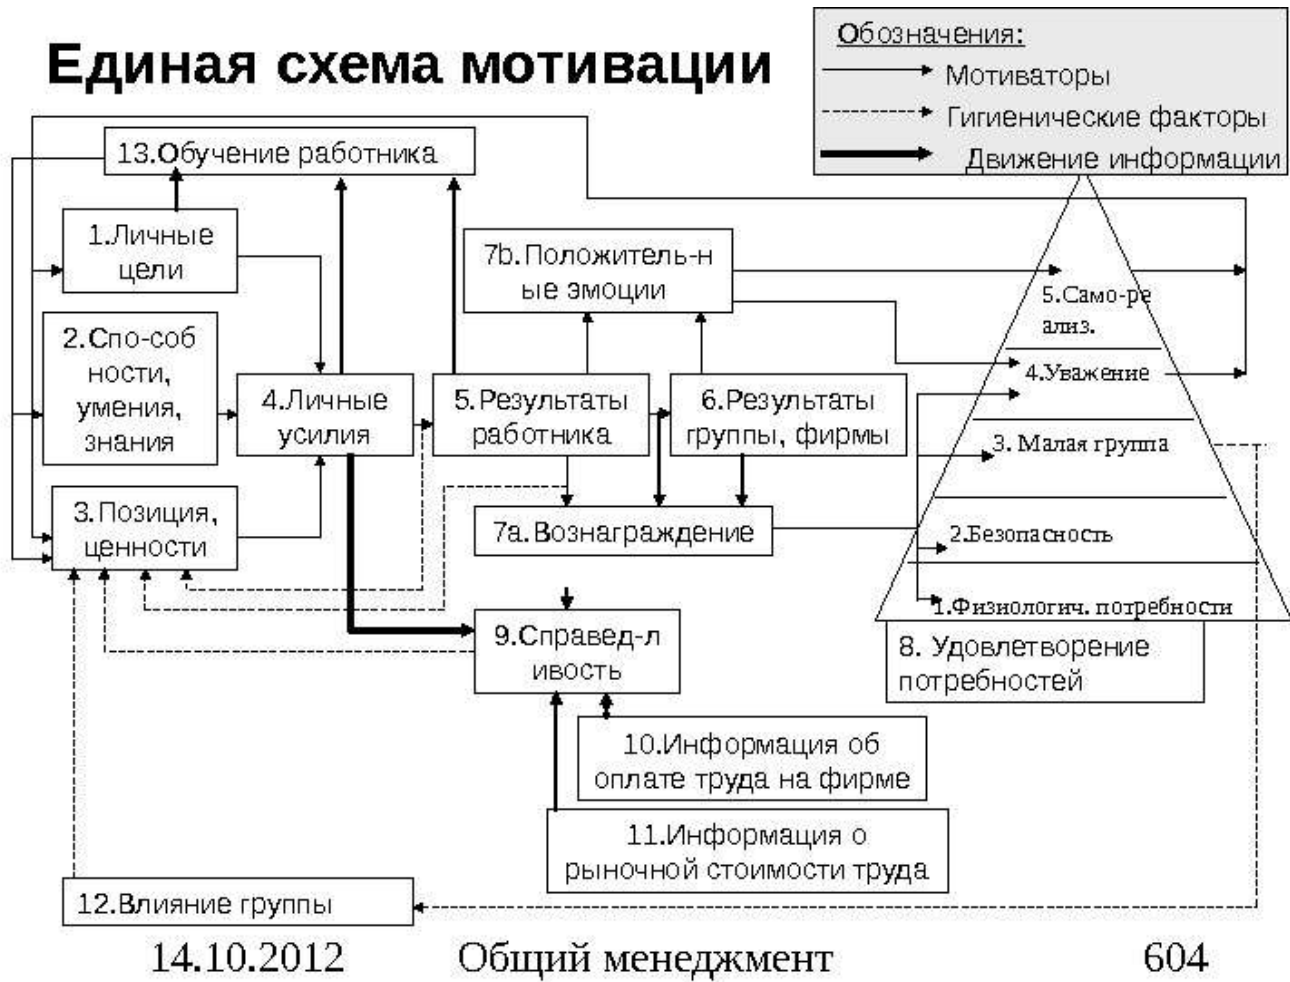 Единая схема мотивации
Обозначения:
Мотиваторы
Гигиенические факторы
Движение информации
13.Обучение работника
1.Личные
цели
7b.Положитель-н
ые эмоции
5.Само-ре
ализ.
2.Спо-соб
ности,
умения,
знания
4.Личные
усилия
5.Результаты
работника
6.Результаты
группы, фирмы
4.Уважение
3. Малая группа
3.Позиция,
ценности
7а.Вознаграждение
2.Безопасность
1.Физиологич. потребности
9.Справед-л
ивость
8. Удовлетворение
потребностей
10.Информация об
оплате труда на фирме
11.Информация о
рыночной стоимости труда
12.Влияние группы
14.10.2012
Общий менеджмент
604